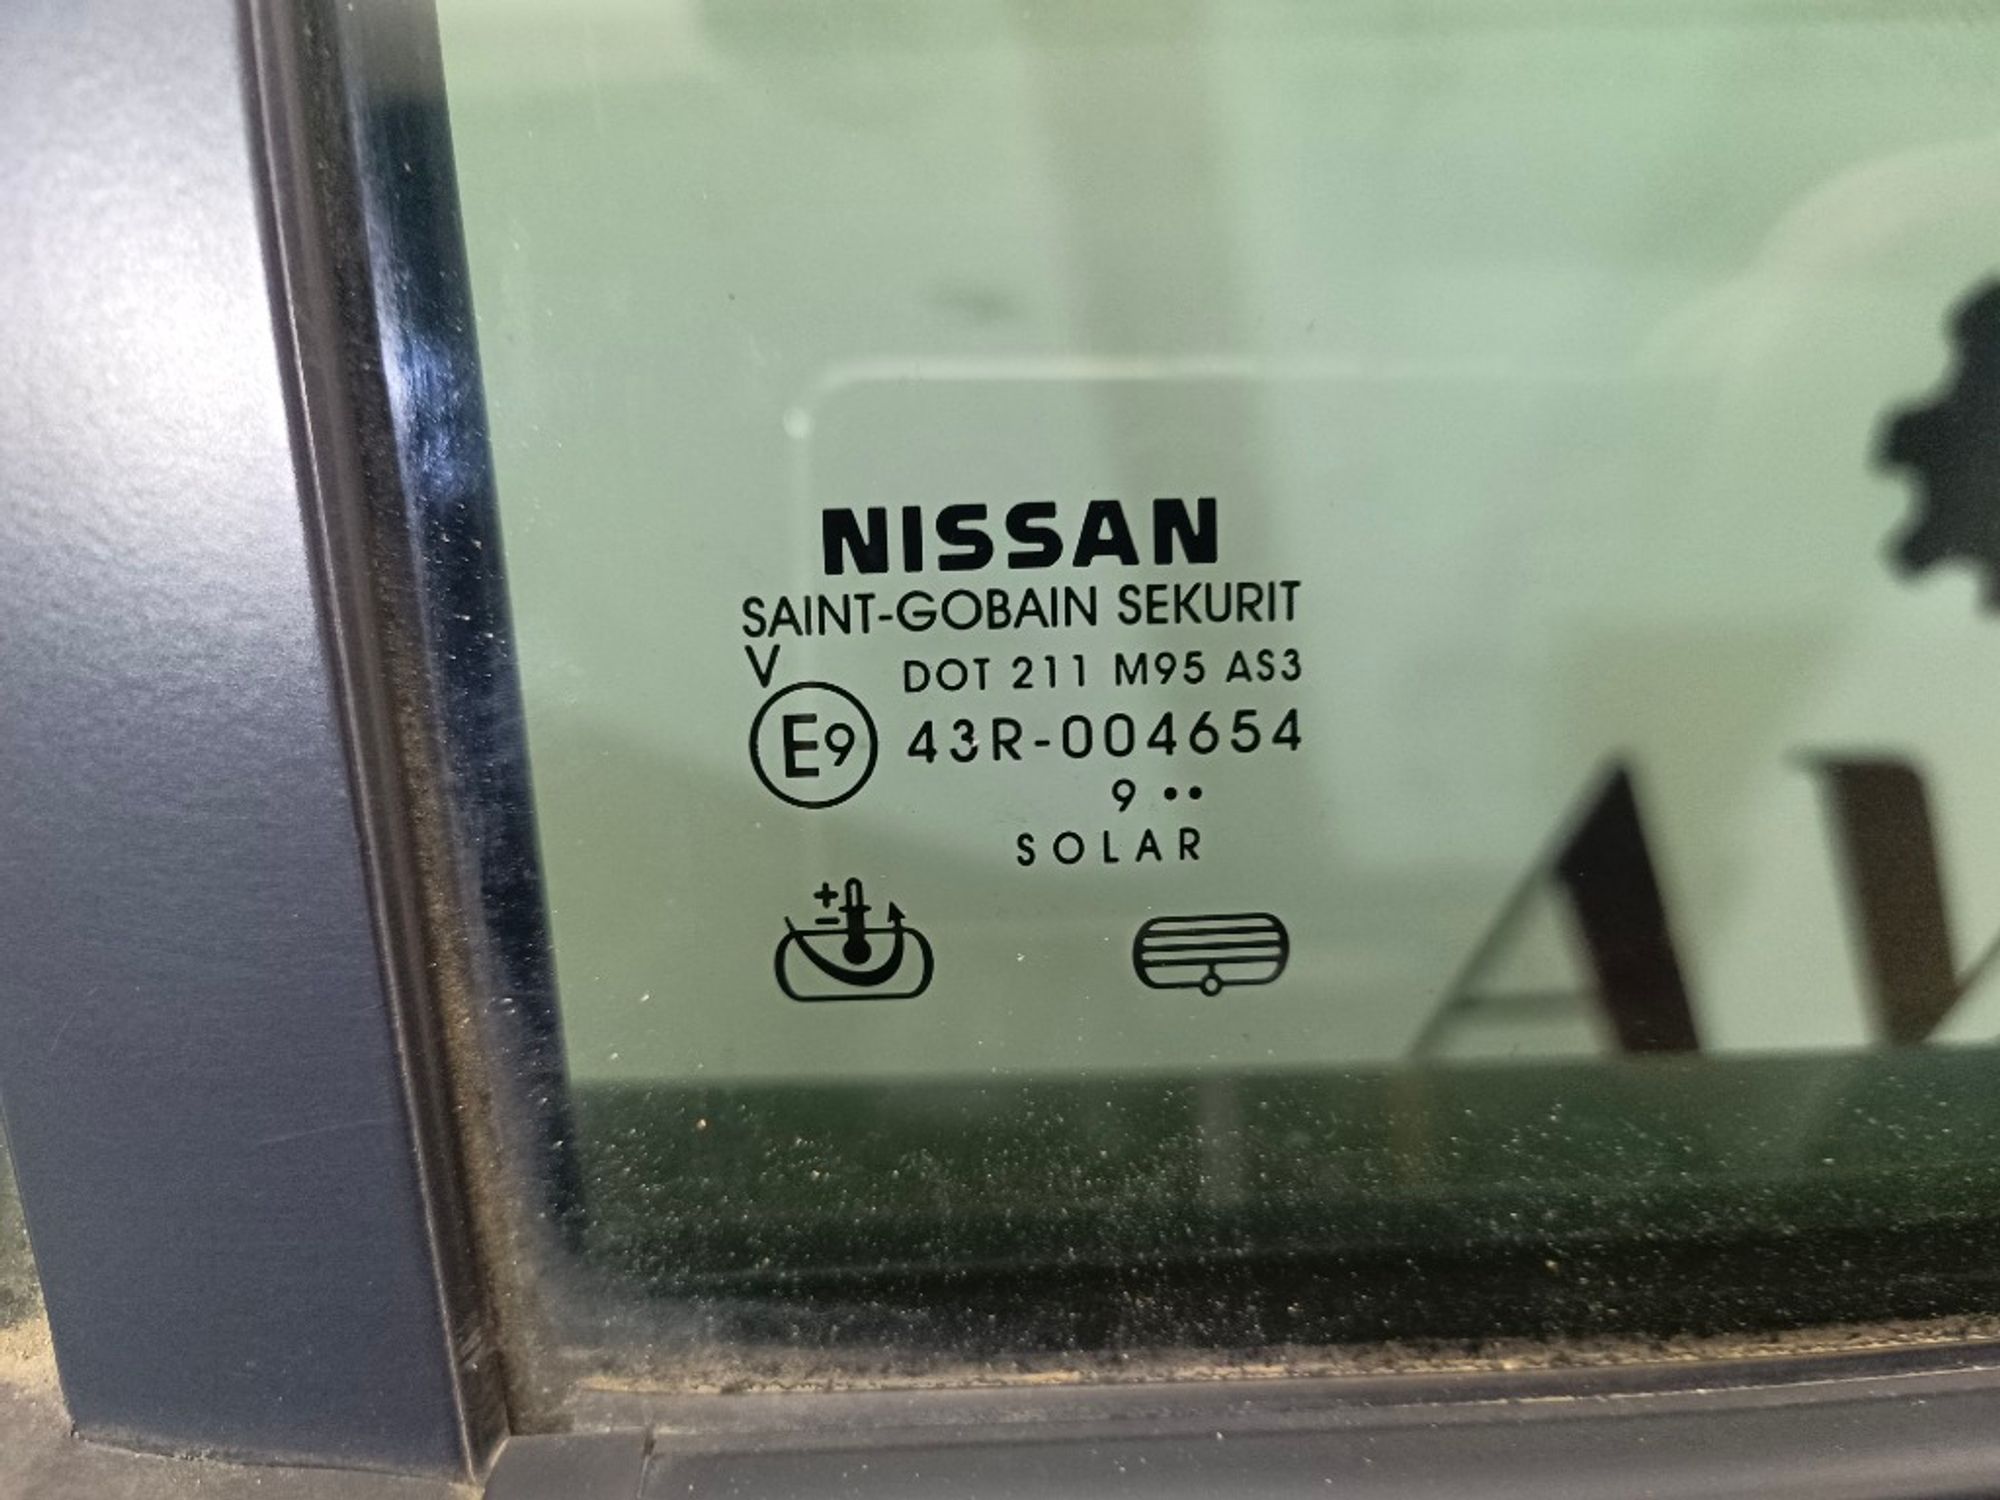 NISSAN
SAINT-GOBAIN SEKURIT
V DOT 211 M95 AS3
E9 43R-004654
9 ••
SOLAR
+
−